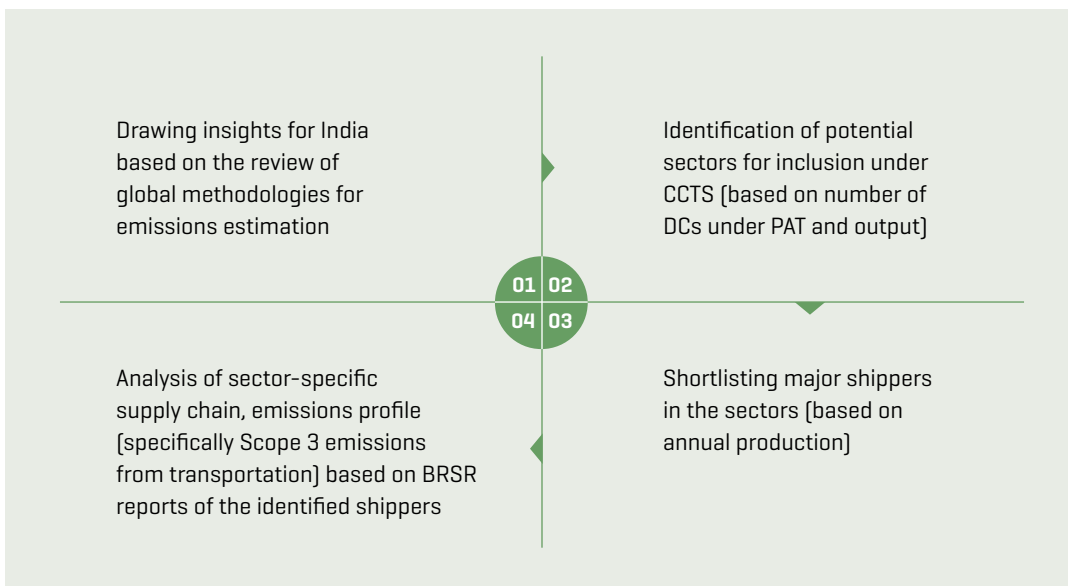 Drawing insights for India
based on the review of
global methodologies for
emissions estimation
Identification of potential
sectors for inclusion under
CCTS (based on number of
DCs under PAT and output)
01 02
04 03
Analysis of sector-specific
supply chain, emissions profile
(specifically Scope 3 emissions
from transportation) based on BRSR
reports of the identified shippers
Shortlisting major shippers
in the sectors (based on
annual production)